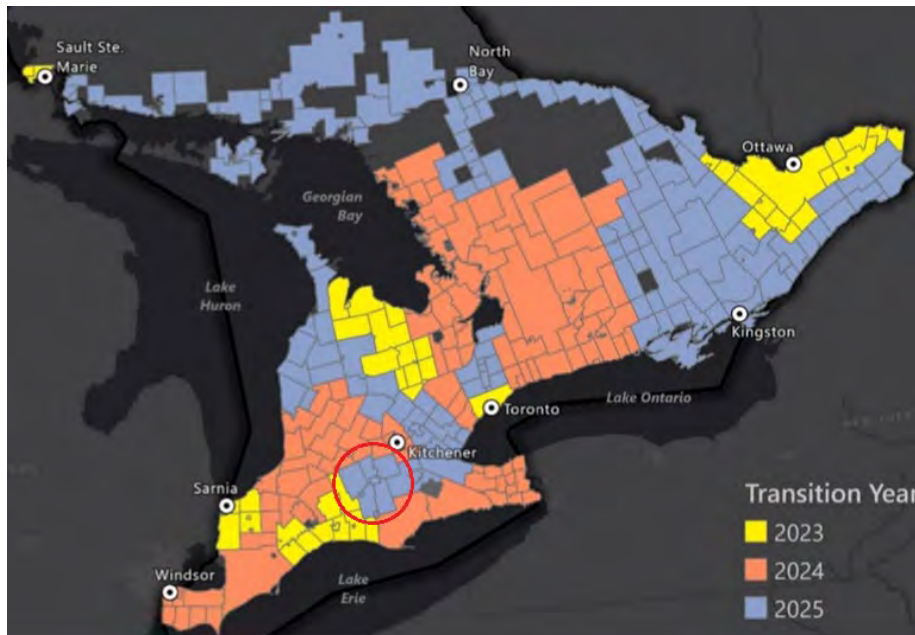 Sault Ste.
Marie
North
Bay
Ottawa
Georgian
Bay
Lake
Huron
Kingston
Toronto
Lake Ontario
Kitchener
Sarnia
Transition Year
2023
Windsor
2024
Lake
Erie
2025